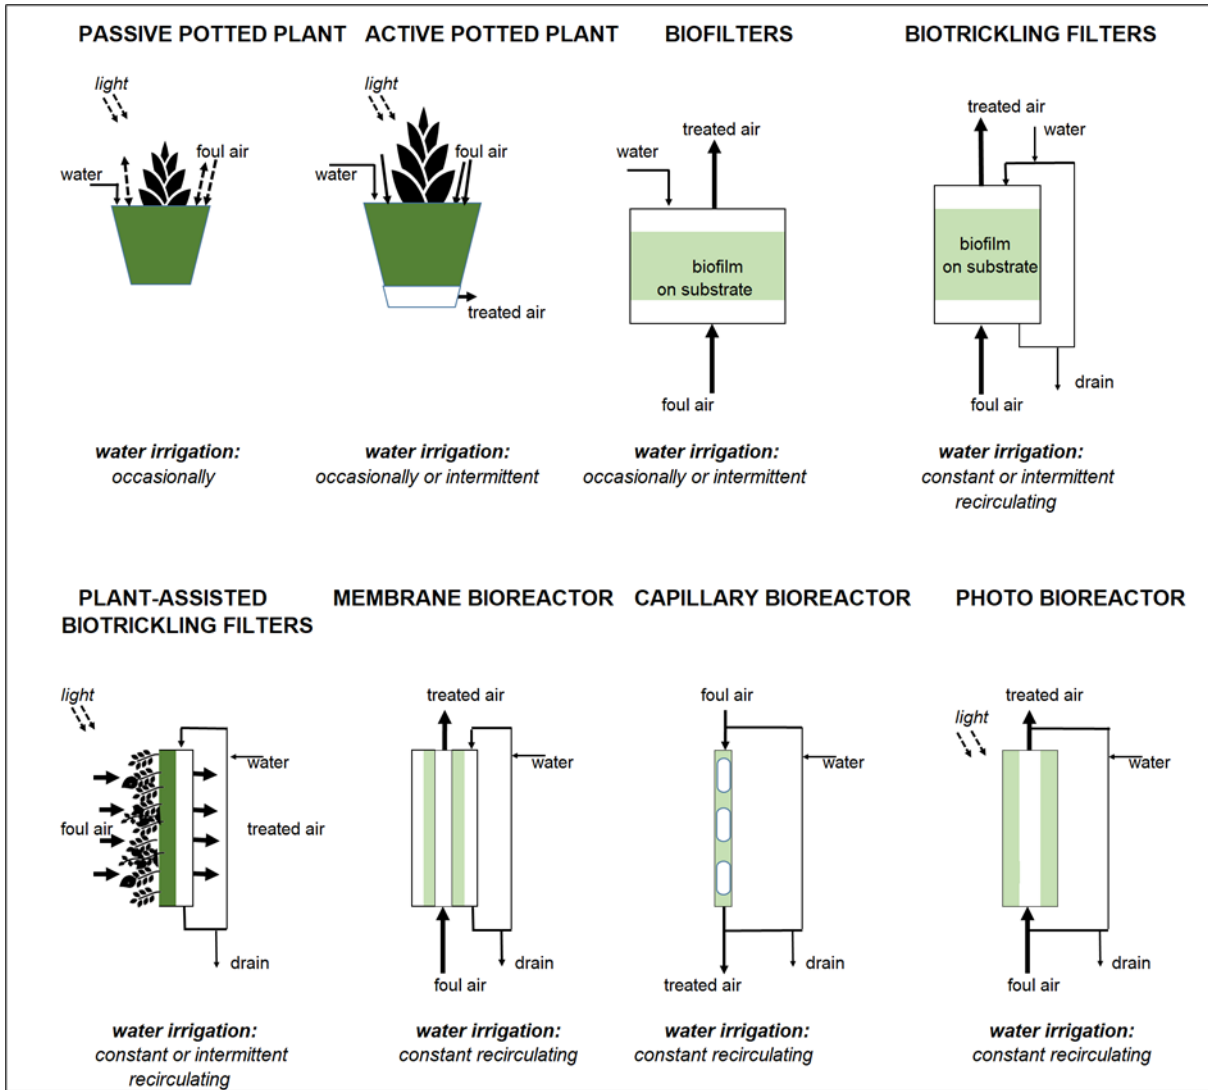 PASSIVE POTTED PLANT
light
foul air
water
water irrigation:
occasionally
ACTIVE POTTED PLANT
light
foul air
water
treated air
water irrigation:
occasionally or intermittent
BIOFILTERS
treated air
water
biofilm
on substrate
foul air
water irrigation:
occasionally or intermittent
BIOTRICKLING FILTERS
treated air
water
biofilm
on substrate
drain
foul air
water irrigation:
constant or intermittent
recirculating
PLANT-ASSISTED
BIOTRICKLING FILTERS
light
water
foul air
treated air
drain
water irrigation:
constant or intermittent
recirculating
MEMBRANE BIOREACTOR
treated air
water
drain
foul air
water irrigation:
constant recirculating
CAPILLARY BIOREACTOR
foul air
water
drain
treated air
water irrigation:
constant recirculating
PHOTO BIOREACTOR
treated air
light
water
drain
foul air
water irrigation:
constant recirculating